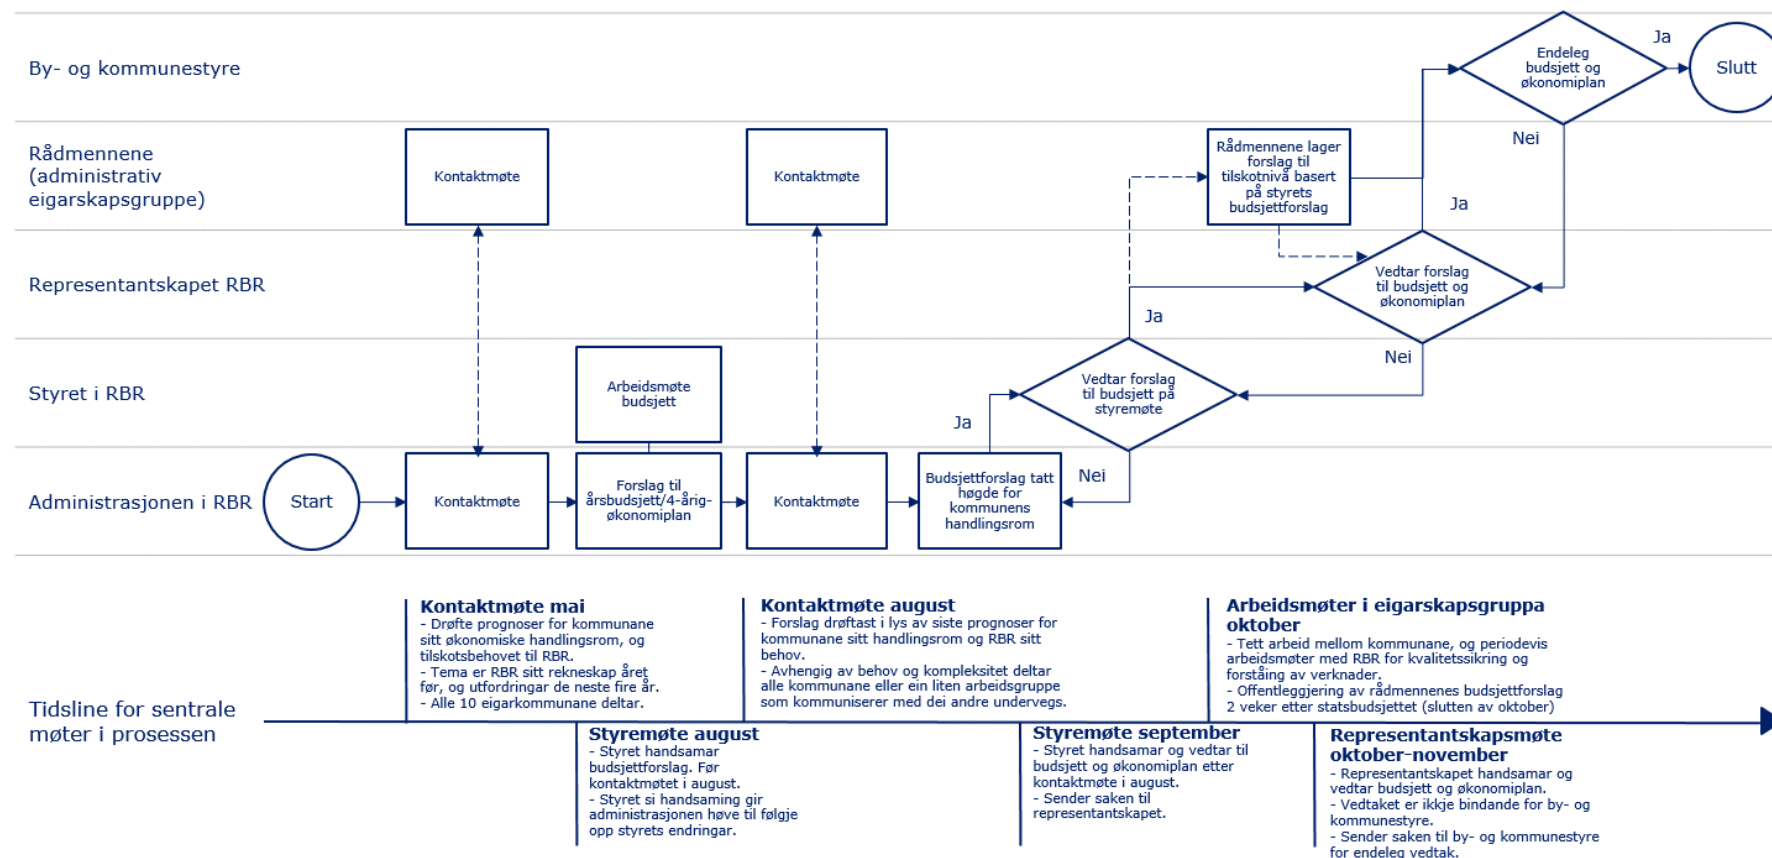 By- og kommunestyre
Endeleg
budsjett og
økonomiplan
Ja
Slutt
Nei
Rådmennene
(administrativ
eigarskapsgruppe)
Kontaktmøte
Kontaktmøte
Rådmennene lager
forslag til
tilskotnivå basert
på styrets
budsjettforslag
Ja
Representantskapet RBR
Vedtar forslag
til budsjett og
økonomiplan
Ja
Nei
Styret i RBR
Arbeidsmøte
budsjett
Vedtar forslag
til budsjett på
styremøte
Ja
Nei
Administrasjonen i RBR
Start
Kontaktmøte
Forslag til
årsbudsjett/4-årig-
økonomiplan
Kontaktmøte
Budsjettforslag tatt
høgde for
kommunens
handlingsrom
Tidsline for sentrale
møter i prosessen
Kontaktmøte mai
- Drøfte prognoser for kommunane
sitt økonomiske handlingsrom, og
tilskotsbehovet til RBR.
- Tema er RBR sitt rekneskap året
før, og utfordringar de neste fire år.
- Alle 10 eigarkommunane deltar.
Styremøte august
- Styret handsamar
budsjettforslag. Før
kontaktmøtet i august.
- Styret si handsaming gir
administrasjonen høve til følgje
opp styrets endringar.
Kontaktmøte august
- Forslag drøftast i lys av siste prognoser for
kommunane sitt handlingsrom og RBR sitt
behov.
- Avhengig av behov og kompleksitet deltar
alle kommunane eller ein liten arbeidsgruppe
som kommuniserer med dei andre undervegs.
Styremøte september
- Styret handsamar og vedtar til
budsjett og økonomiplan etter
kontaktmøte i august.
- Sender saken til
representantskapet.
Arbeidsmøter i eigarskapsgruppa
oktober
- Tett arbeid mellom kommunane, og periodevis
arbeidsmøter med RBR for kvalitetssikring og
forståing av verknader.
- Offentleggjering av rådmennenes budsjettforslag
2 veker etter statsbudsjettet (slutten av oktober)
Representantskapsmøte
oktober-november
- Representantskapet handsamar og
vedtar budsjett og økonomiplan.
- Vedtaket er ikkje bindande for by- og
kommunestyre.
- Sender saken til by- og kommunestyre
for endeleg vedtak.